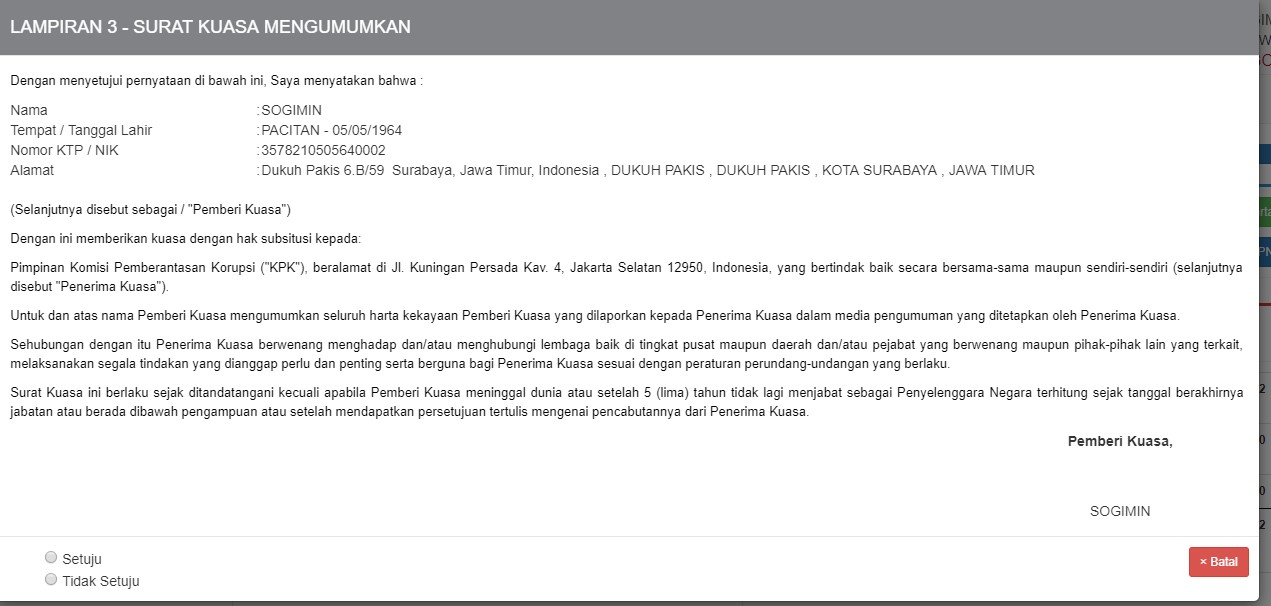 LAMPIRAN 3 - SURAT KUASA MENGUMUMKAN
Dengan menyetujui pernyataan di bawah ini, Saya menyatakan bahwa :
Nama :SOGIMIN
Tempat / Tanggal Lahir :PACITAN - 05/05/1964
Nomor KTP / NIK :3578210505640002
Alamat :Dukuh Pakis 6.B/59 Surabaya, Jawa Timur, Indonesia , DUKUH PAKIS , DUKUH PAKIS , KOTA SURABAYA , JAWA TIMUR
(Selanjutnya disebut sebagai / "Pemberi Kuasa")
Dengan ini memberikan kuasa dengan hak subsitusi kepada:
Pimpinan Komisi Pemberantasan Korupsi ("KPK"), beralamat di Jl. Kuningan Persada Kav. 4, Jakarta Selatan 12950, Indonesia, yang bertindak baik secara bersama-sama maupun sendiri-sendiri (selanjutnya
disebut "Penerima Kuasa").
Untuk dan atas nama Pemberi Kuasa mengumumkan seluruh harta kekayaan Pemberi Kuasa yang dilaporkan kepada Penerima Kuasa dalam media pengumuman yang ditetapkan oleh Penerima Kuasa.
Sehubungan dengan itu Penerima Kuasa berwenang menghadap dan/atau menghubungi lembaga baik di tingkat pusat maupun daerah dan/atau pejabat yang berwenang maupun pihak-pihak lain yang terkait,
melaksanakan segala tindakan yang dianggap perlu dan penting serta berguna bagi Penerima Kuasa sesuai dengan peraturan perundang-undangan yang berlaku.
Surat Kuasa ini berlaku sejak ditandatangani kecuali apabila Pemberi Kuasa meninggal dunia atau setelah 5 (lima) tahun tidak lagi menjabat sebagai Penyelenggara Negara terhitung sejak tanggal berakhirnya
jabatan atau berada dibawah pengampuan atau setelah mendapatkan persetujuan tertulis mengenai pencabutannya dari Penerima Kuasa.
Pemberi Kuasa,
SOGIMIN
Setuju
Tidak Setuju
× Batal